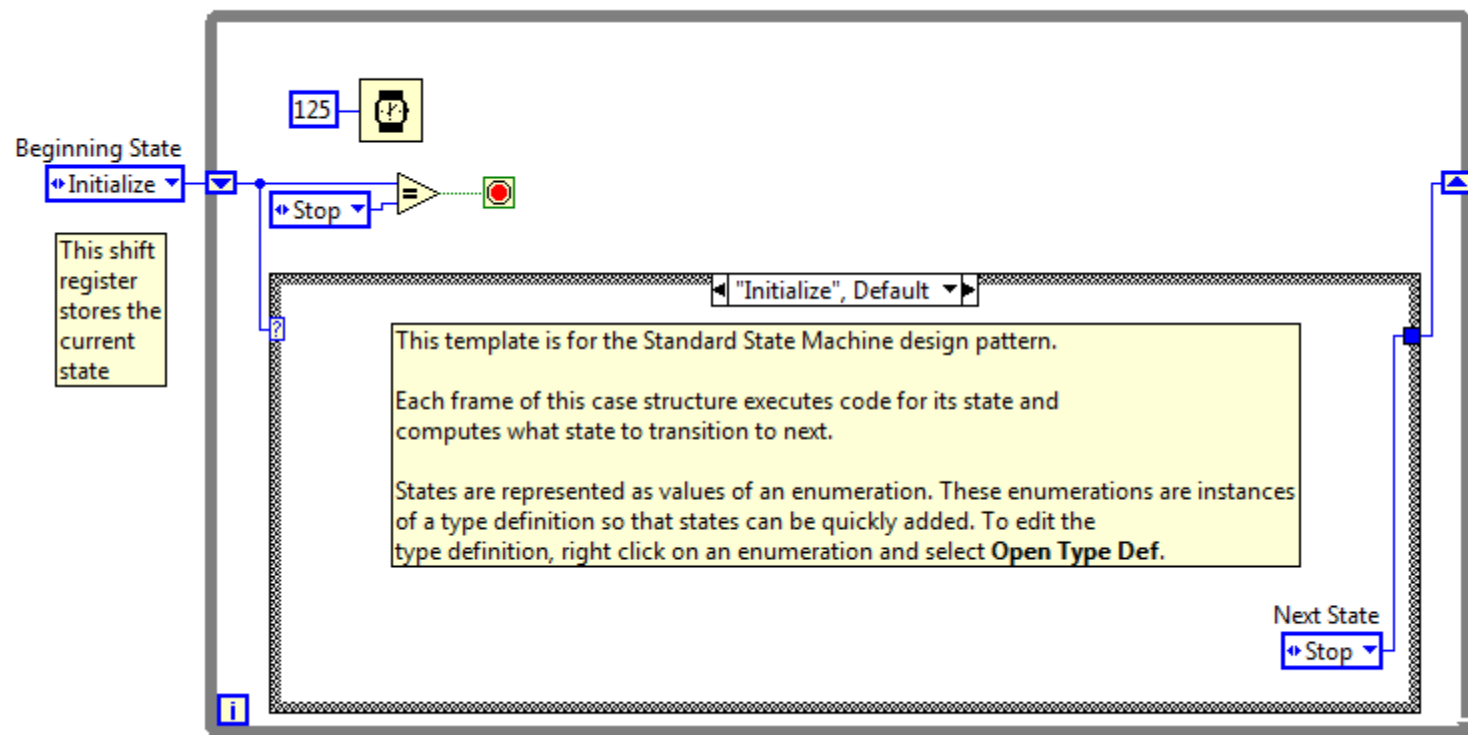 125
Beginning State
Initialize
Stop
This shift
register
stores the
current
state
"Initialize", Default
?
This template is for the Standard State Machine design pattern.
Each frame of this case structure executes code for its state and
computes what state to transition to next.
States are represented as values of an enumeration. These enumerations are instances
of a type definition so that states can be quickly added. To edit the
type definition, right click on an enumeration and select Open Type Def.
Next State
Stop
i